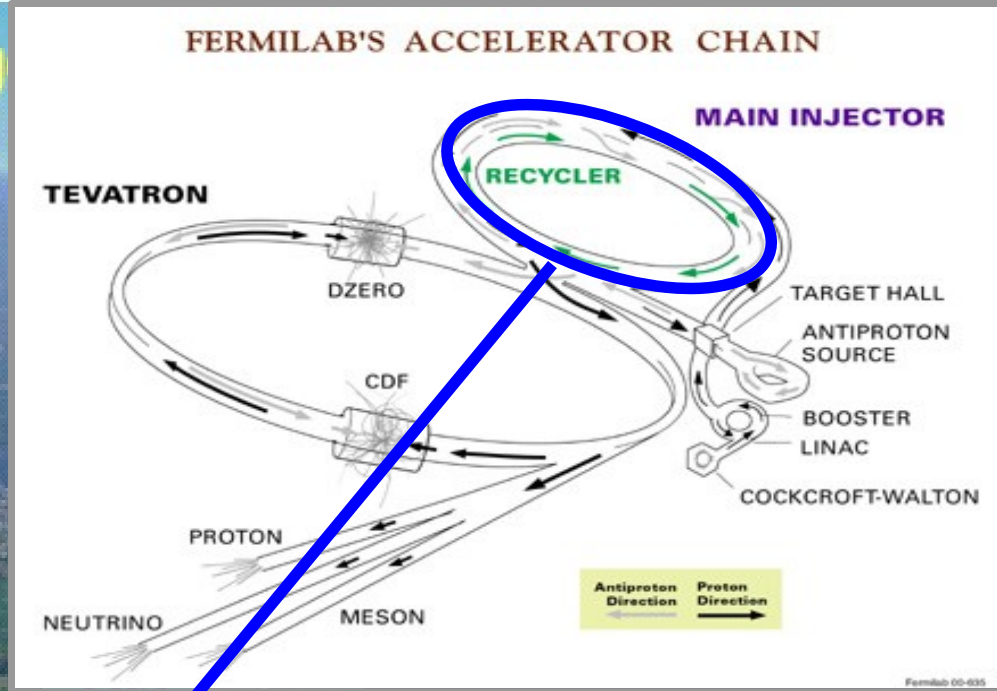 FERMILAB'S ACCELERATOR CHAIN
MAIN INJECTOR
RECYCLER
TEVATRON
DZERO
TARGET HALL
ANTIPROTON
SOURCE
CDF
BOOSTER
LINAC
COCKCROFT-WALTON
PROTON
NEUTRINO
MESON
Antiproton Proton
Direction Direction
Fermilab 00-635